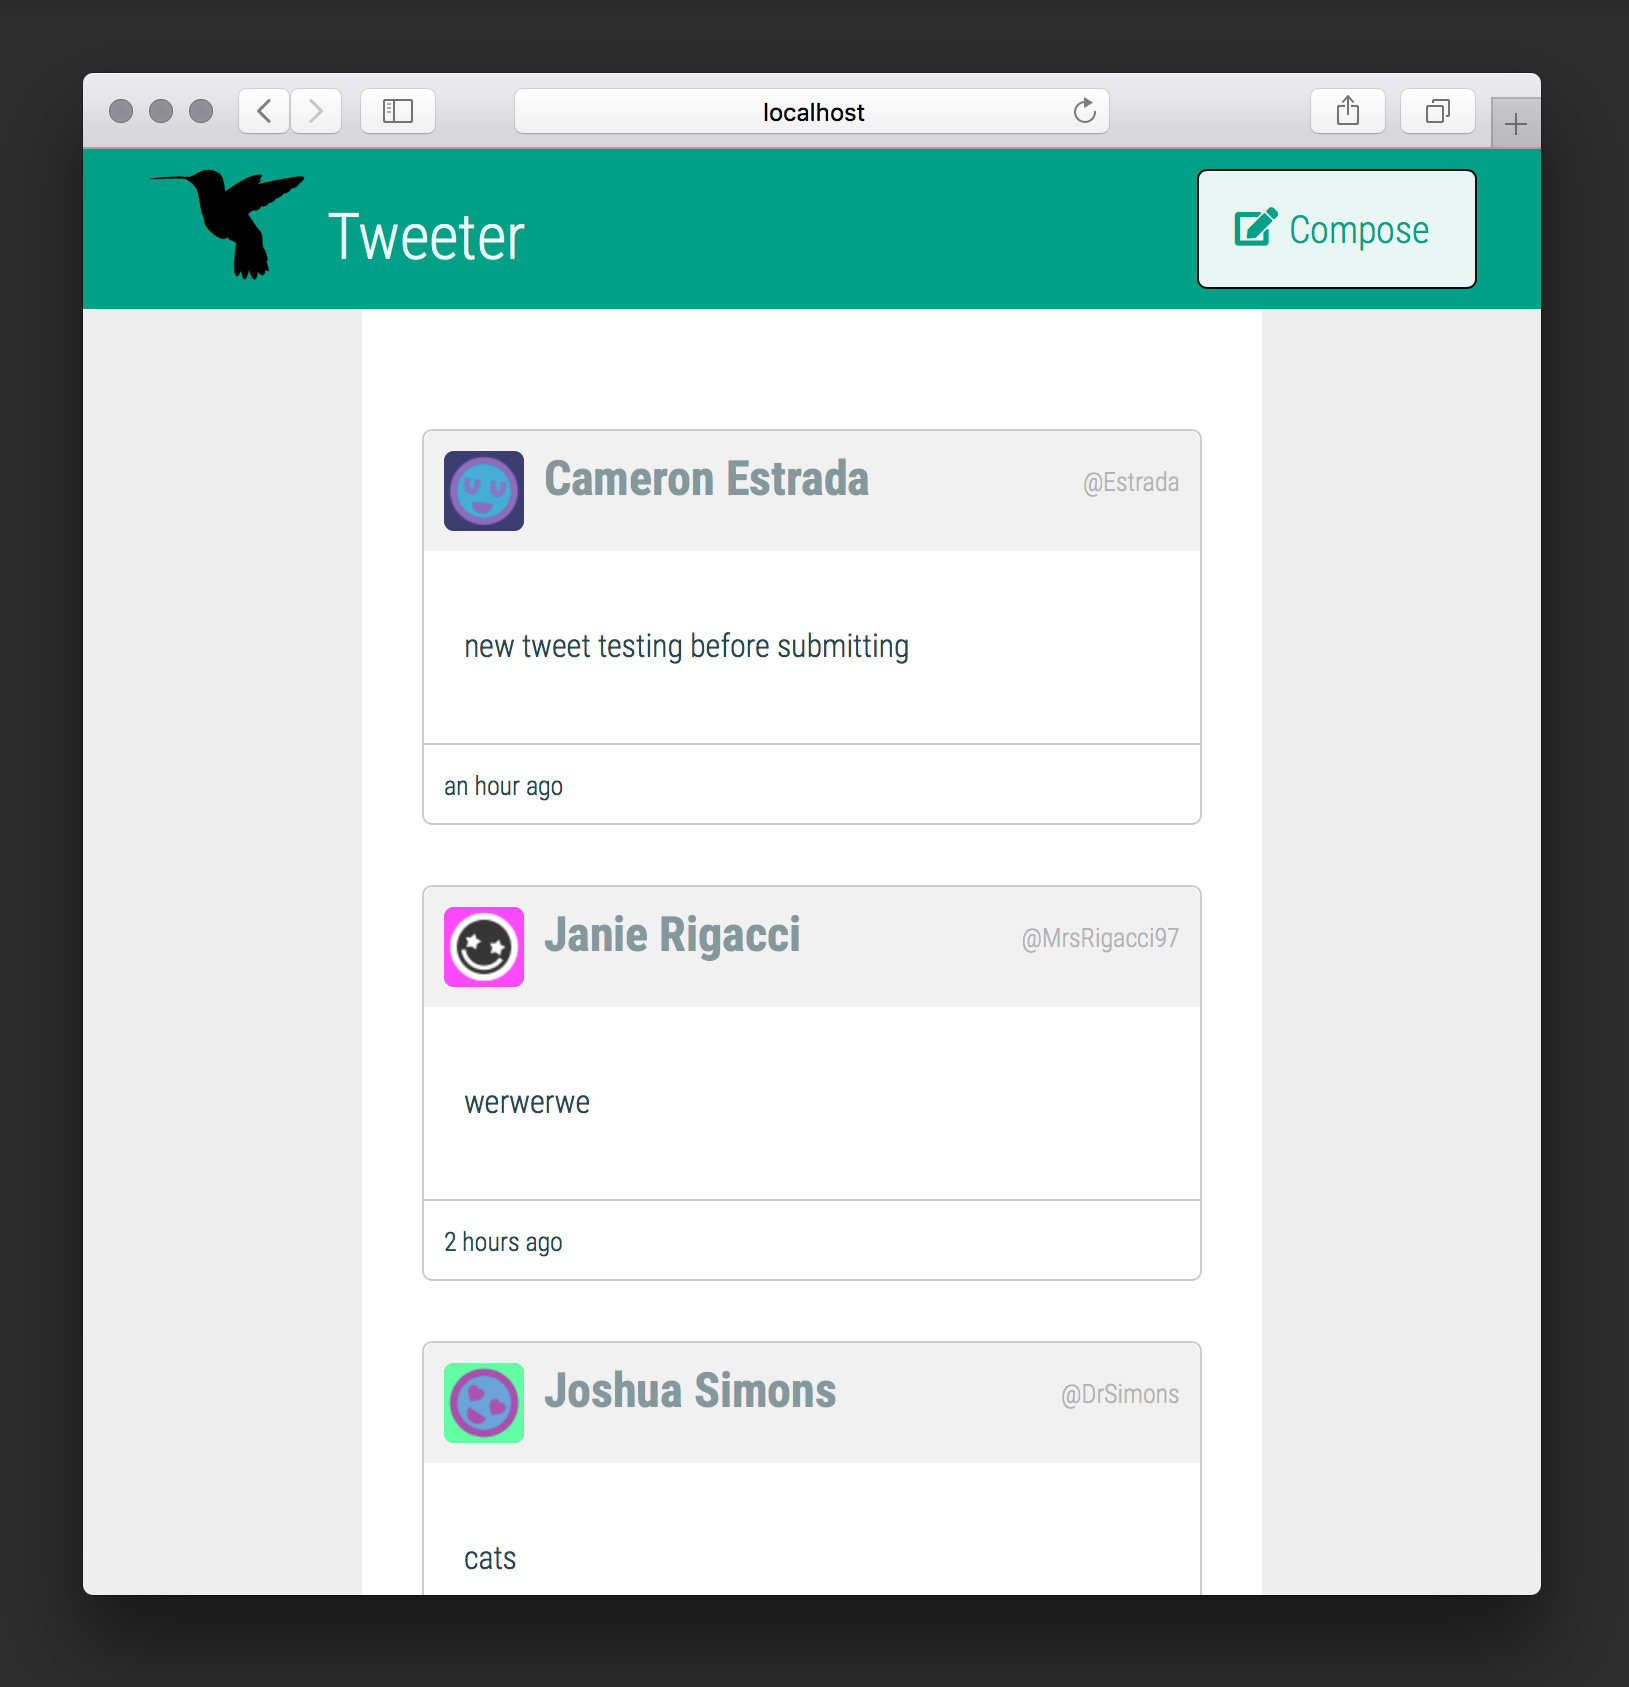 localhost
Tweeter
Compose
Cameron Estrada
@Estrada
new tweet testing before submitting
an hour ago
Janie Rigacci
@MrsRigacci97
werwerwe
2 hours ago
Joshua Simons
@DrSimons
cats